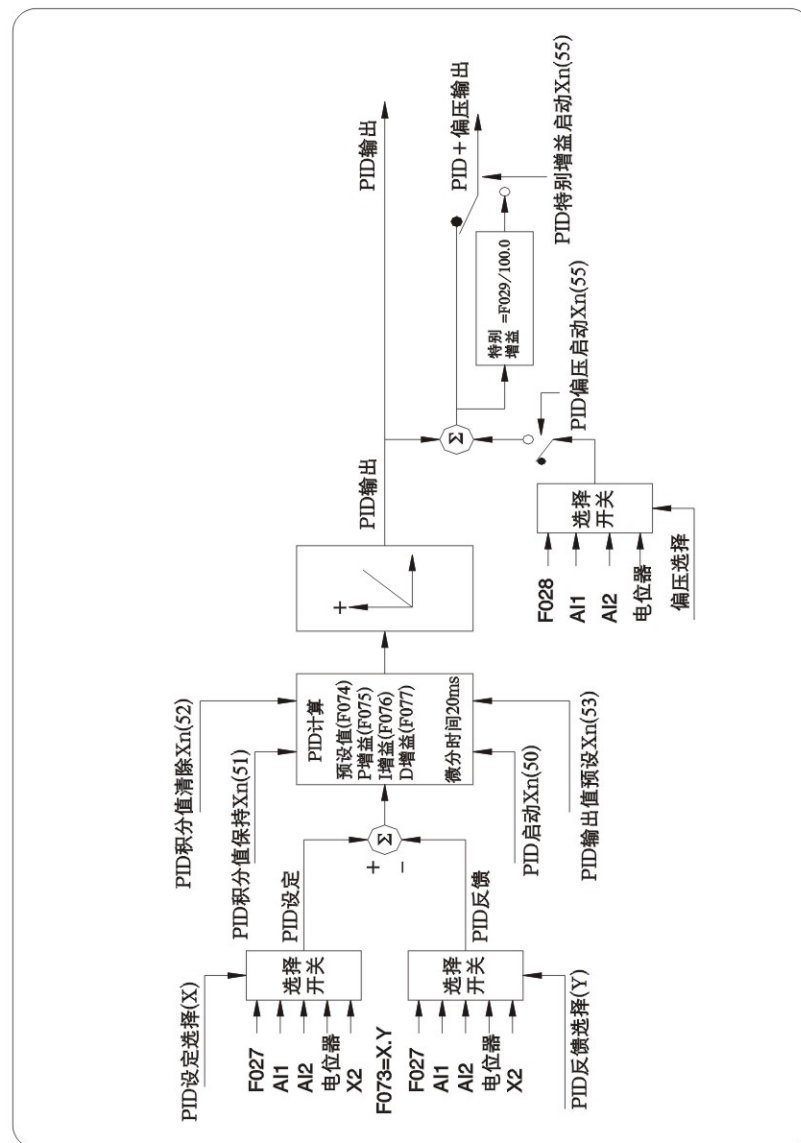 PID设定选择(X)
F027
AI1
AI2
电位器
X2
选择
开关
PID设定
F073=X.Y
F027
AI1
AI2
电位器
X2
选择
开关
PID反馈
PID反馈选择(Y)
+
Σ
−
PID积分值清除Xn(52)
PID积分值保持Xn(51)
PID计算
预设值(F074)
P增益(F075)
I增益(F076)
D增益(F077)
微分时间20ms
PID启动Xn(50)
PID输出值预设Xn(53)
+
PID输出
PID输出
Σ
特别
增益
=F029/100.0
PID+偏压输出
PID特别增益启动Xn(55)
PID偏压启动Xn(55)
F028
AI1
AI2
电位器
选择
开关
偏压选择